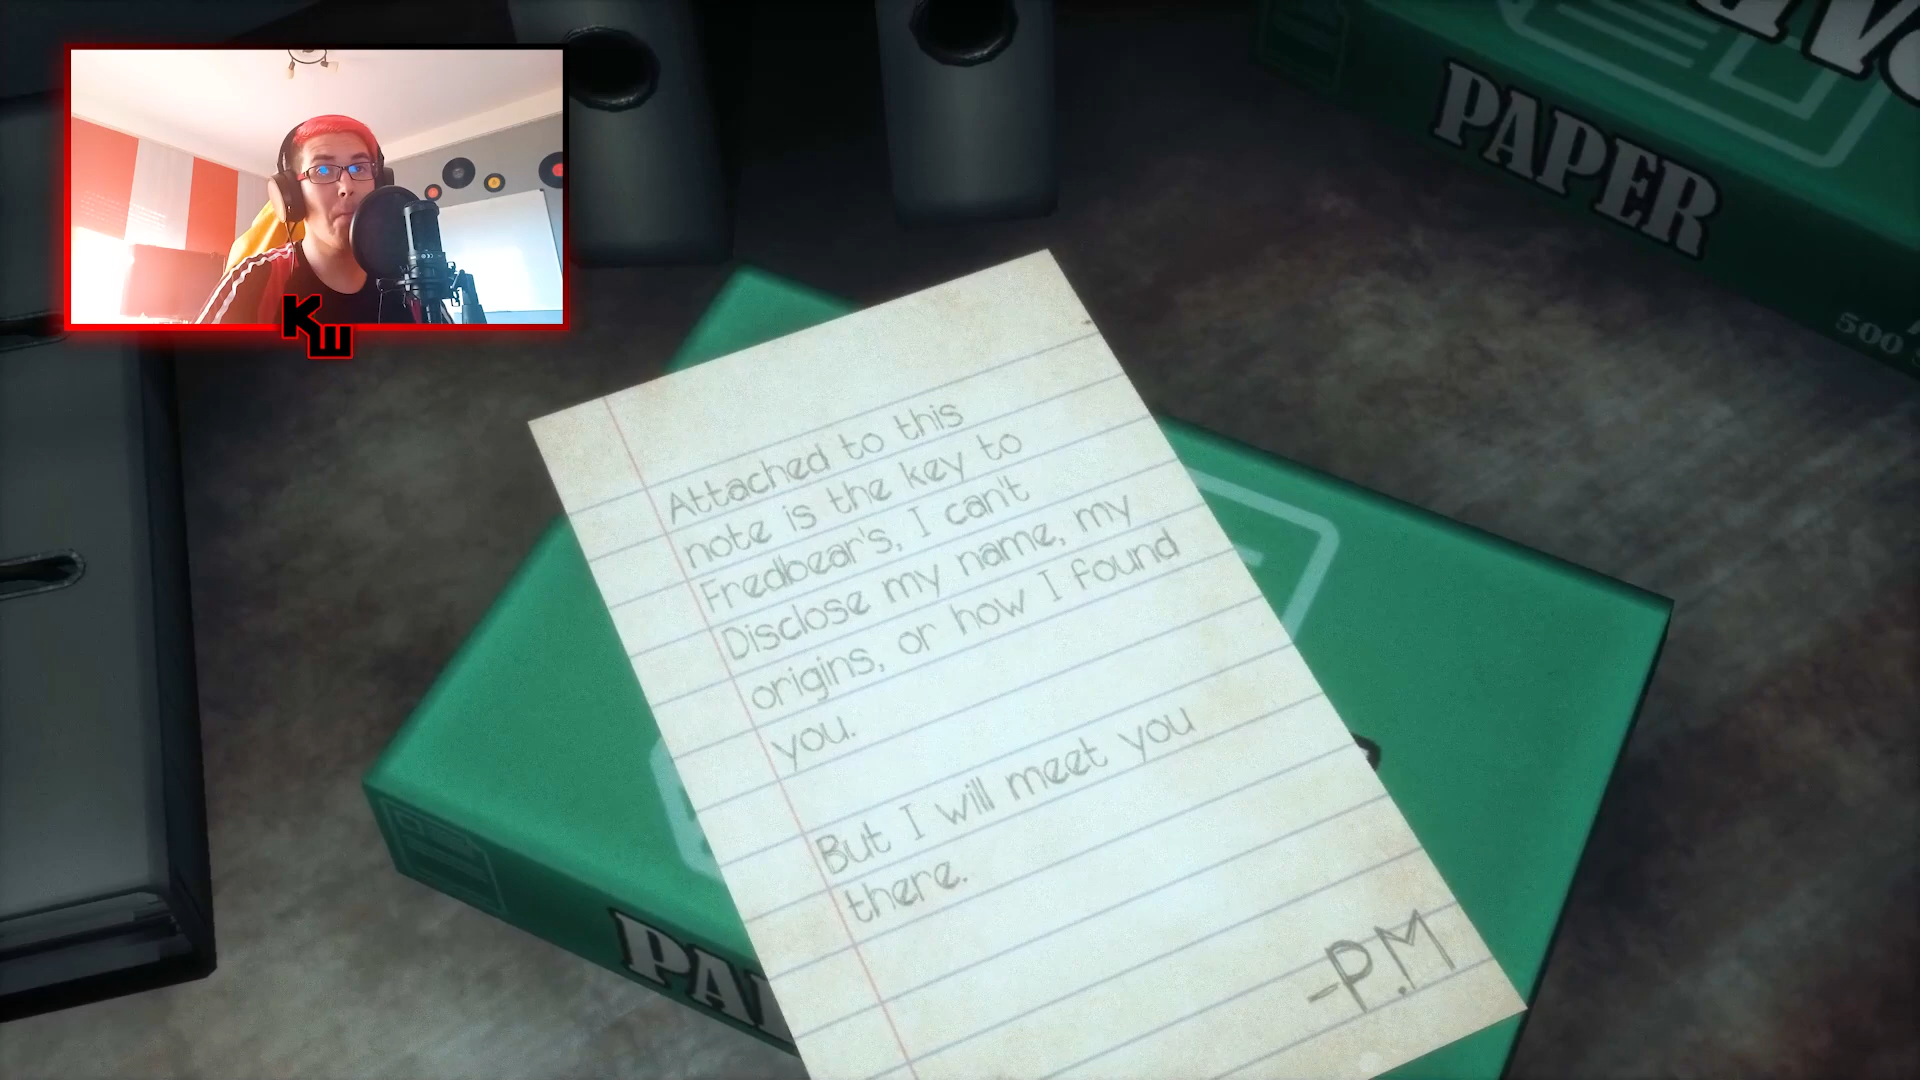 PAPER
500
KW
Attached to this
note is the key to
Fredbear's, I can't
Disclose my name, my
origins, or how I found
you.
But I will meet you
there.
-P.M